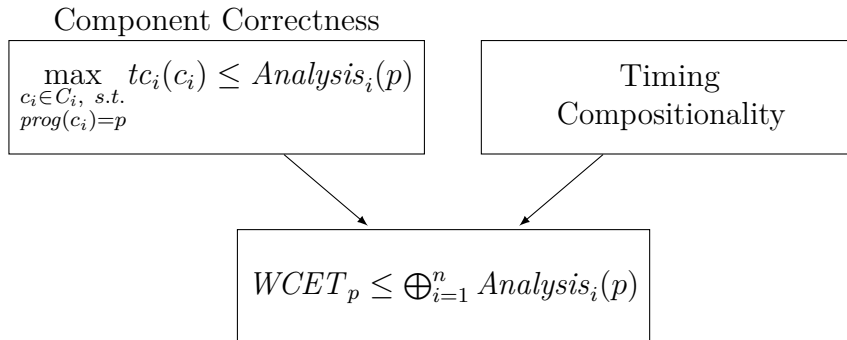 Component Correctness
max tc_i(c_i) ≤ Analysis_i(p)
c_i∈C_i, s.t.
prog(c_i)=p
Timing
Compositionality
WCET_p ≤ ⊕_{i=1}^n Analysis_i(p)